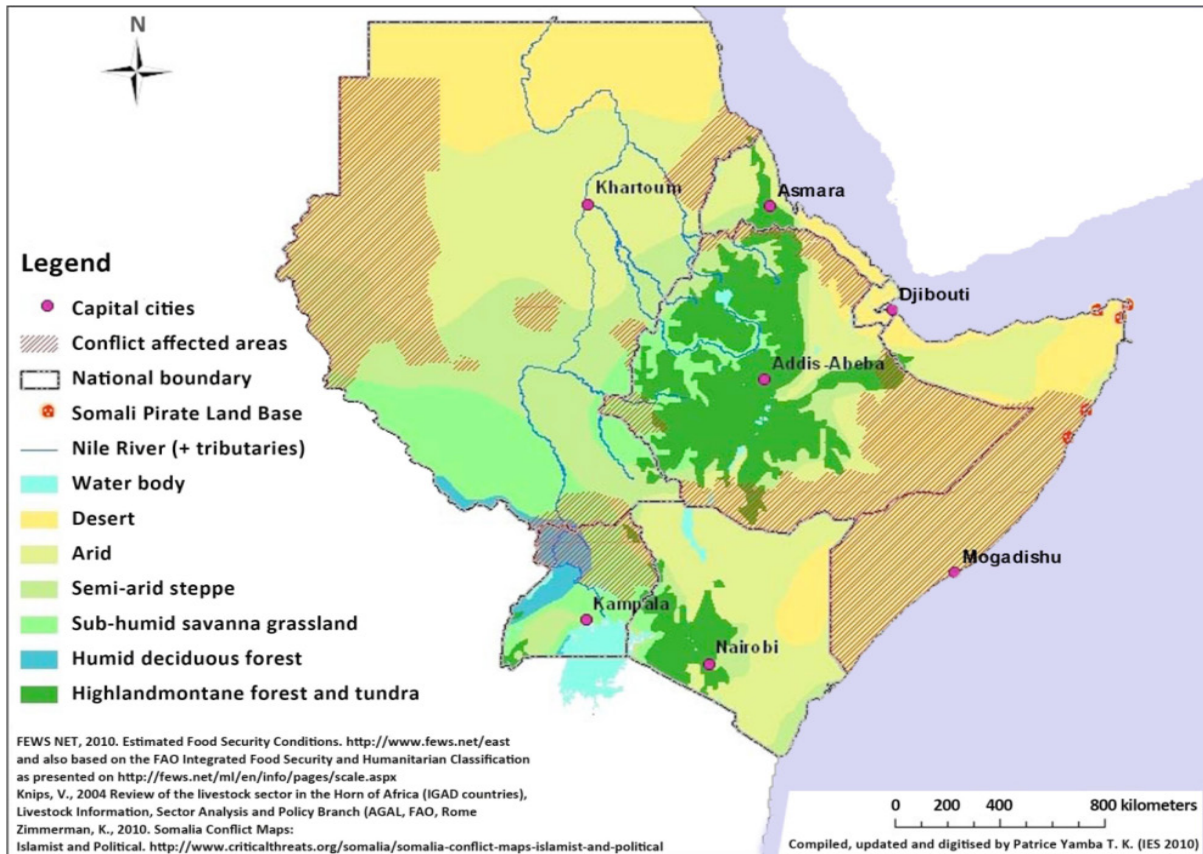 N
Khartoum
Asmara
Djibouti
Addis-Abeba
Mogadishu
Kampala
Nairobi
Legend
Capital cities
Conflict affected areas
National boundary
Somali Pirate Land Base
Nile River (+ tributaries)
Water body
Desert
Arid
Semi-arid steppe
Sub-humid savanna grassland
Humid deciduous forest
Highlandmontane forest and tundra
FEWS NET, 2010. Estimated Food Security Conditions. http://www.fews.net/east
and also based on the FAO Integrated Food Security and Humanitarian Classification
as presented on http://fews.net/ml/en/info/pages/scale.aspx
Knips, V., 2004 Review of the livestock sector in the Horn of Africa (IGAD countries),
Livestock Information, Sector Analysis and Policy Branch (AGAL, FAO, Rome
Zimmerman, K., 2010. Somalia Conflict Maps:
Islamist and Political. http://www.criticalthreats.org/somalia/somalia-conflict-maps-islamist-and-political
0 200 400 800 kilometers
Compiled, updated and digitised by Patrice Yamba T. K. (IES 2010)